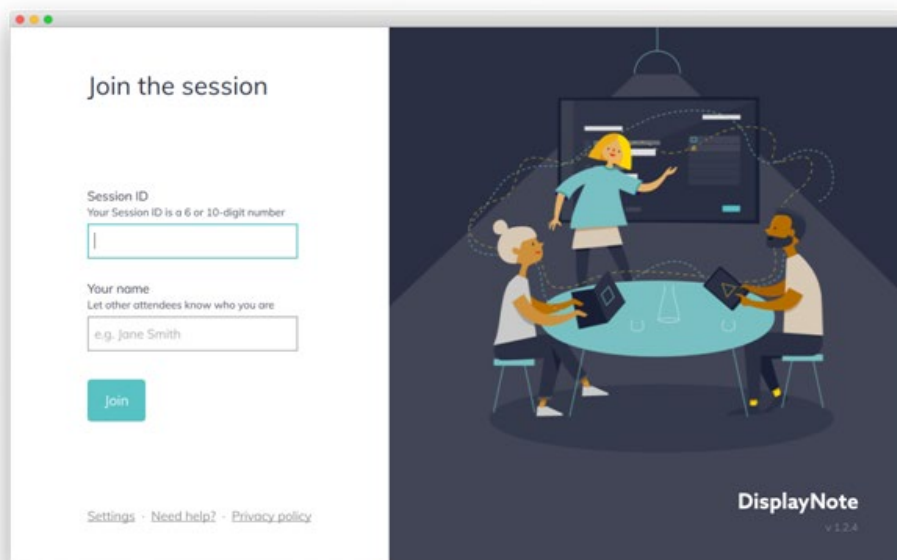 Join the session
Session ID
Your Session ID is a 6 or 10-digit number
Your name
Let other attendees know who you are
e.g. Jane Smith
Join
Settings · Need help? · Privacy policy
DisplayNote
v 1.2.4